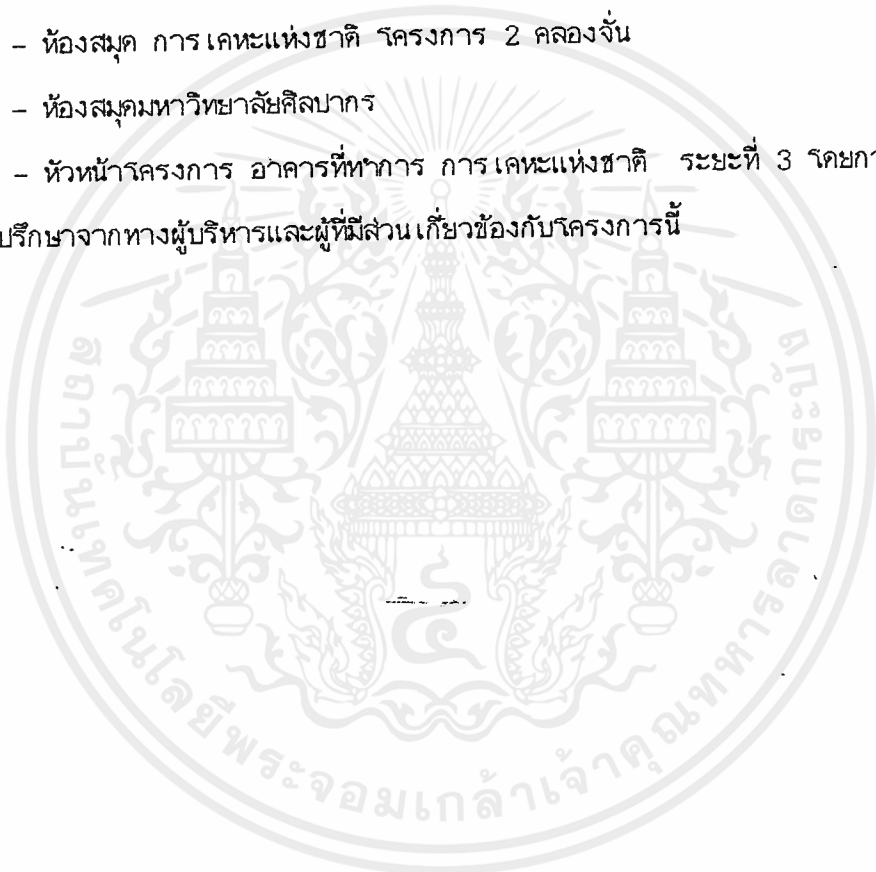 - ห้องสมุด การเคหะแห่งชาติ โครงการ 2 คลองจั่น
- ห้องสมุดมหาวิทยาลัยศิลปากร
- หัวหน้าโครงการ อาคารที่ทำการ การเคหะแห่งชาติ ระยะที่ 3 โดยกา
ปรึกษาจากทางผู้บริหารและผู้ที่มีส่วนเกี่ยวข้องกับโครงการนี้
สถาบันเทคโนโลยีพระจอมเกล้าเจ้าคุณทหารลาดกระบัง